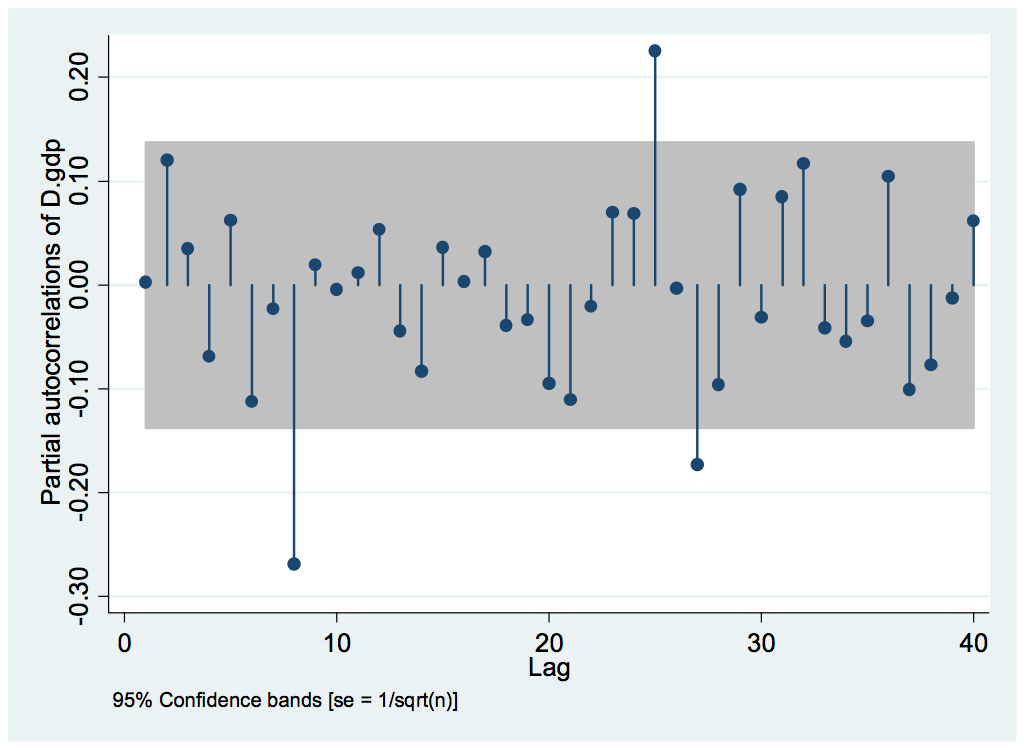 Partial autocorrelations of D.gdp
0.20
0.10
0.00
-0.10
-0.20
-0.30
0 10 20 30 40
Lag
95% Confidence bands [se = 1/sqrt(n)]